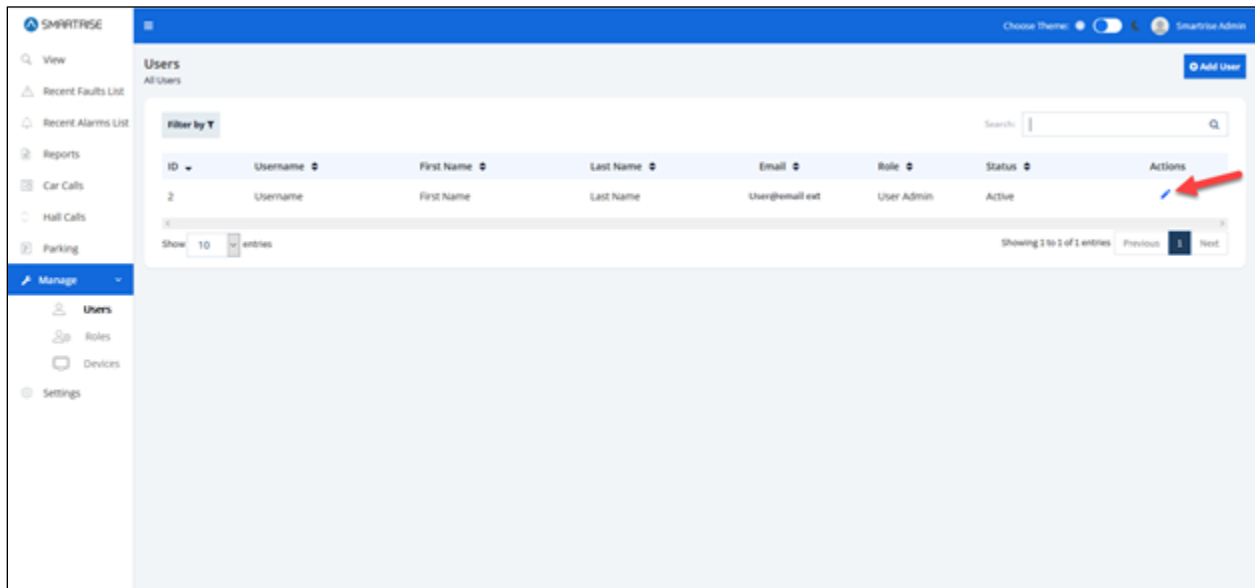 SMARTRISE
Choose Theme: Smartrise Admin
View
Recent Faults List
Recent Alarms List
Reports
Car Calls
Hall Calls
Parking
Manage
Users
Roles
Devices
Settings
Users
All Users
Add User
Filter by
Search:
ID Username First Name Last Name Email Role Status Actions
2 Username First Name Last Name User@email ext User Admin Active
Show 10 entries
Showing 1 to 1 of 1 entries Previous 1 Next